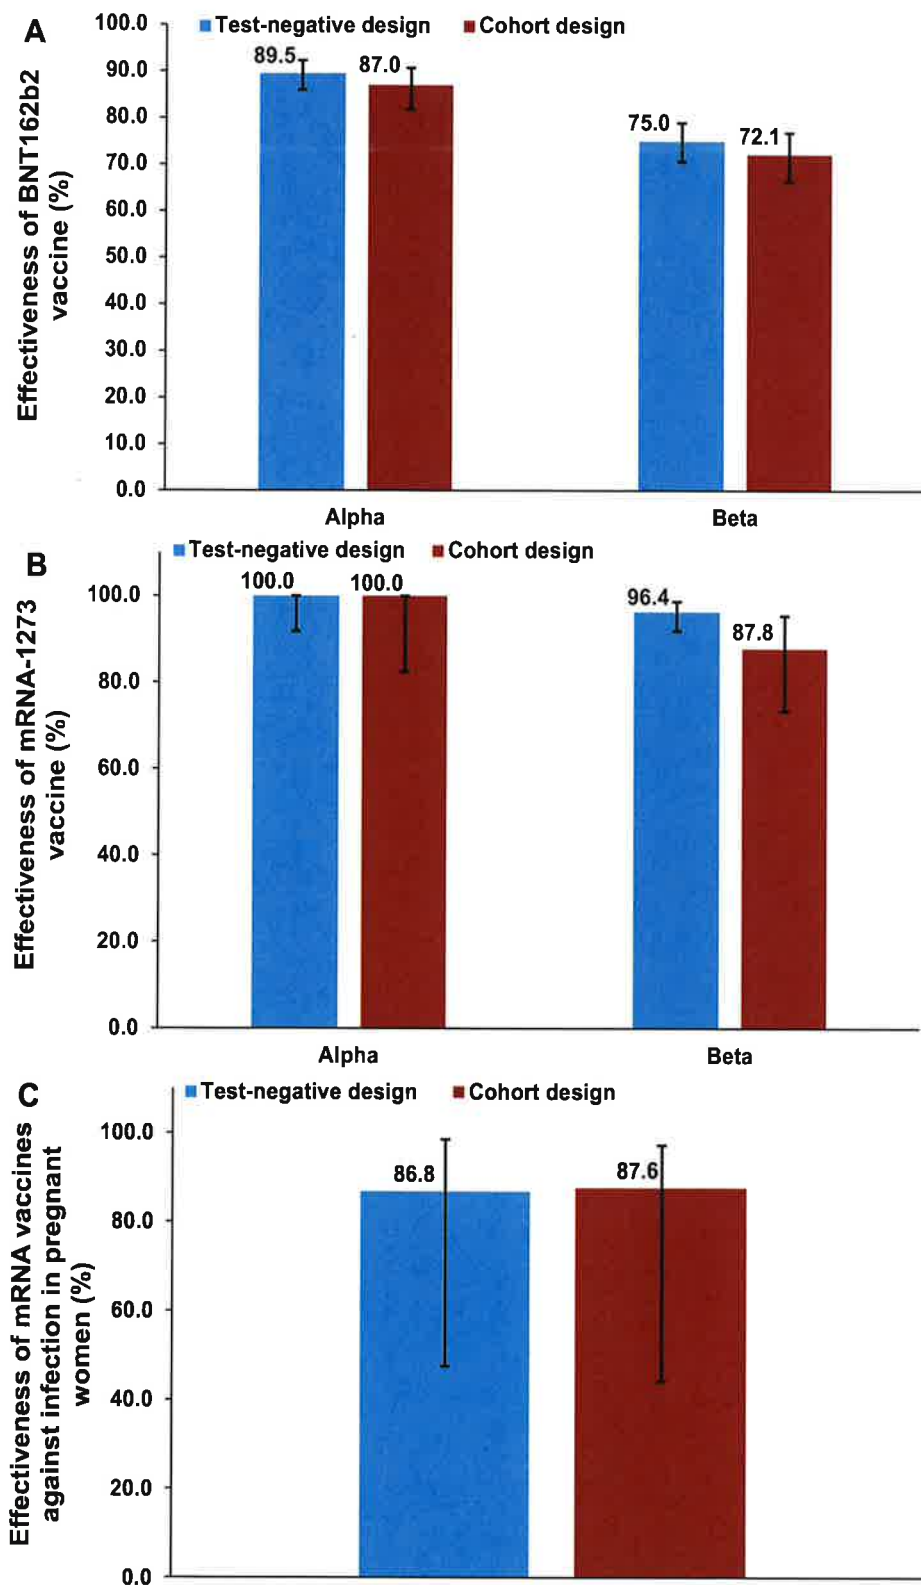 A
Test-negative design
Cohort design
Effectiveness of BNT162b2
vaccine (%)
100.0
90.0
80.0
70.0
60.0
50.0
40.0
30.0
20.0
10.0
0.0
89.5
87.0
75.0
72.1
Alpha
Beta
B
Test-negative design
Cohort design
Effectiveness of mRNA-1273
vaccine (%)
100.0
80.0
60.0
40.0
20.0
0.0
100.0
100.0
96.4
87.8
Alpha
Beta
C
Test-negative design
Cohort design
Effectiveness of mRNA vaccines
against infection in pregnant
women (%)
100.0
80.0
60.0
40.0
20.0
0.0
86.8
87.6